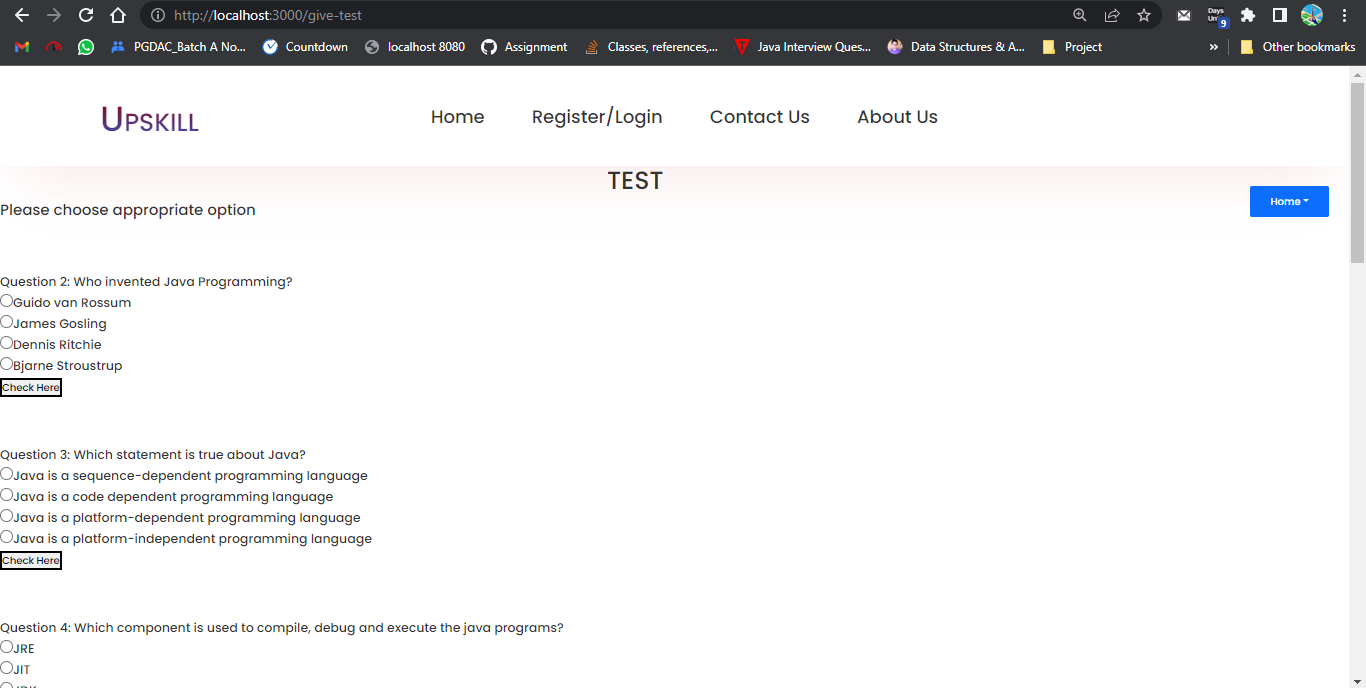 http://localhost:3000/give-test
Days
9
PGDAC_Batch A No...
Countdown
localhost 8080
Assignment
Classes, references,...
Java Interview Ques...
Data Structures & A...
Project
»
Other bookmarks
UPSKILL
Home
Register/Login
Contact Us
About Us
TEST
Home
Please choose appropriate option
Question 2: Who invented Java Programming?
Guido van Rossum
James Gosling
Dennis Ritchie
Bjarne Stroustrup
Check Here
Question 3: Which statement is true about Java?
Java is a sequence-dependent programming language
Java is a code dependent programming language
Java is a platform-dependent programming language
Java is a platform-independent programming language
Check Here
Question 4: Which component is used to compile, debug and execute the java programs?
JRE
JIT